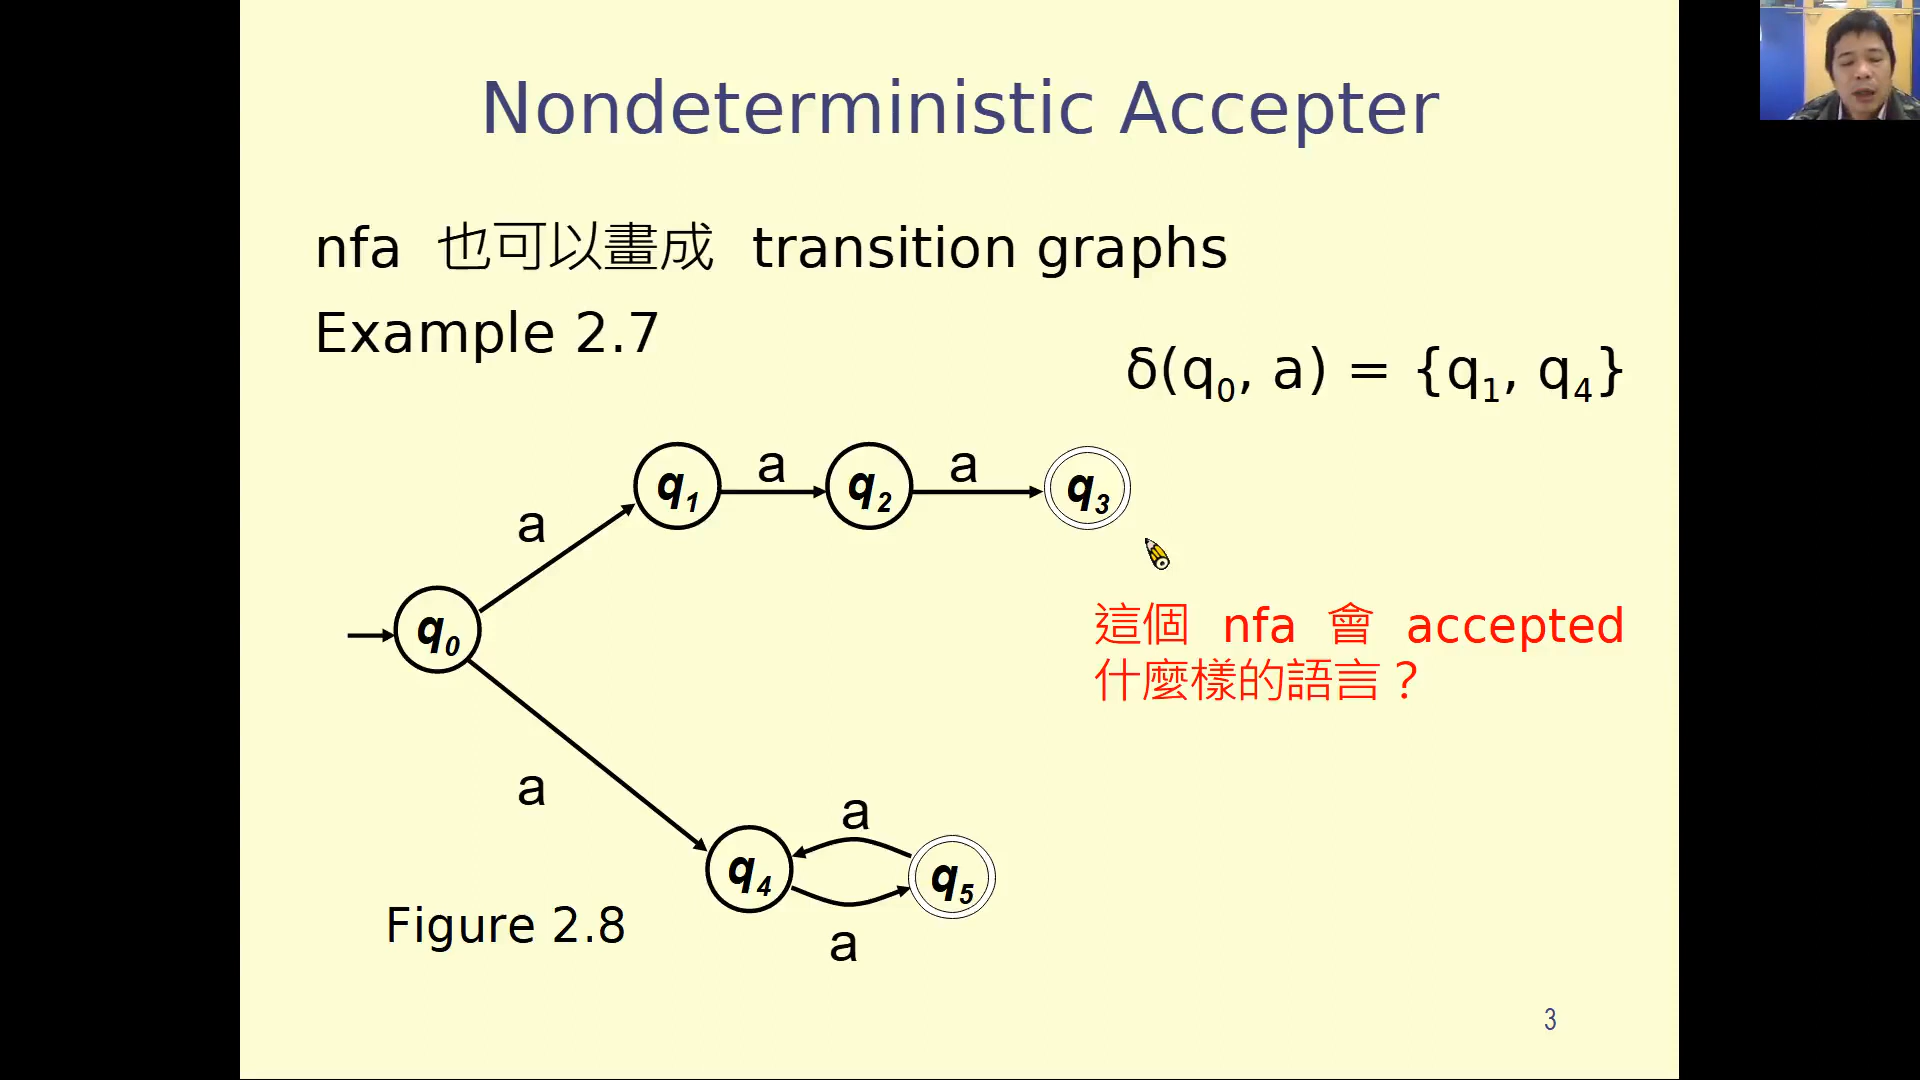 Nondeterministic Accepter
nfa 也可以畫成 transition graphs
Example 2.7
δ(q₀, a) = {q₁, q₄}
a
a
a
q₁
q₂
q₃
q₀
這個 nfa 會 accepted
什麼樣的語言？
a
a
q₄
q₅
a
Figure 2.8
3